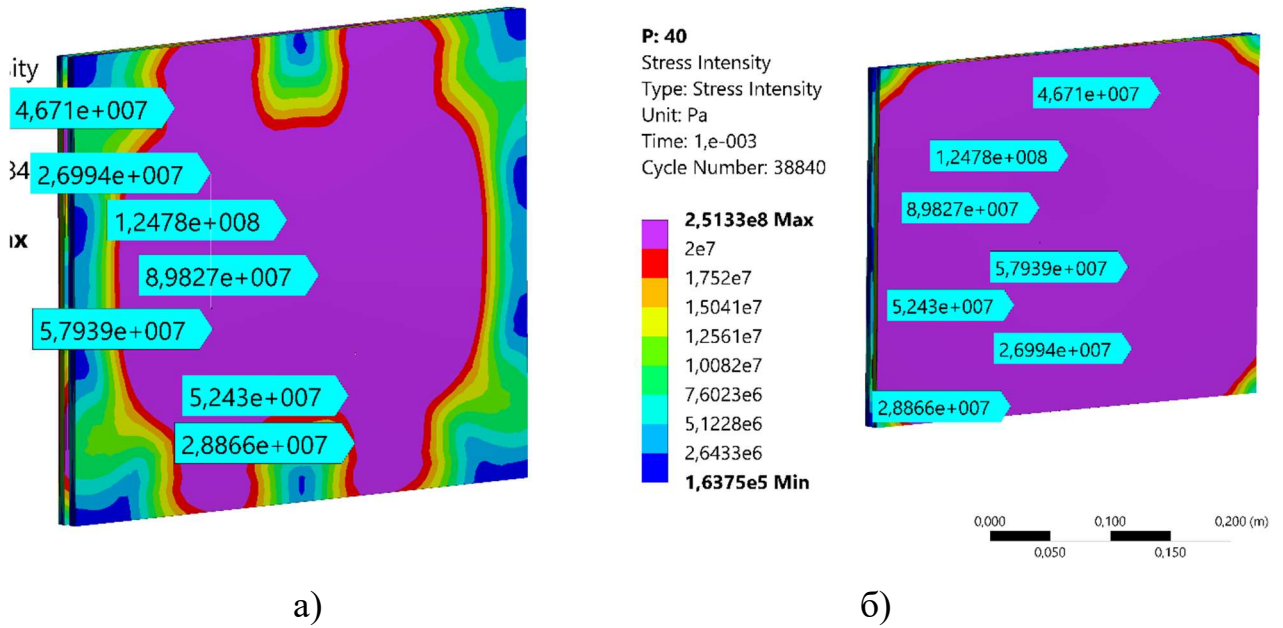 sity
4,671e+007
34
2,6994e+007
1,2478e+008
ax
8,9827e+007
5,7939e+007
5,243e+007
2,8866e+007
P: 40
Stress Intensity
Type: Stress Intensity
Unit: Pa
Time: 1,e-003
Cycle Number: 38840
2,5133e8 Max
2e7
1,752e7
1,5041e7
1,2561e7
1,0082e7
7,6023e6
5,1228e6
2,6433e6
1,6375e5 Min
4,671e+007
1,2478e+008
8,9827e+007
5,7939e+007
5,243e+007
2,6994e+007
2,8866e+007
0,000 0,100 0,200 (m)
0,050 0,150
а) б)